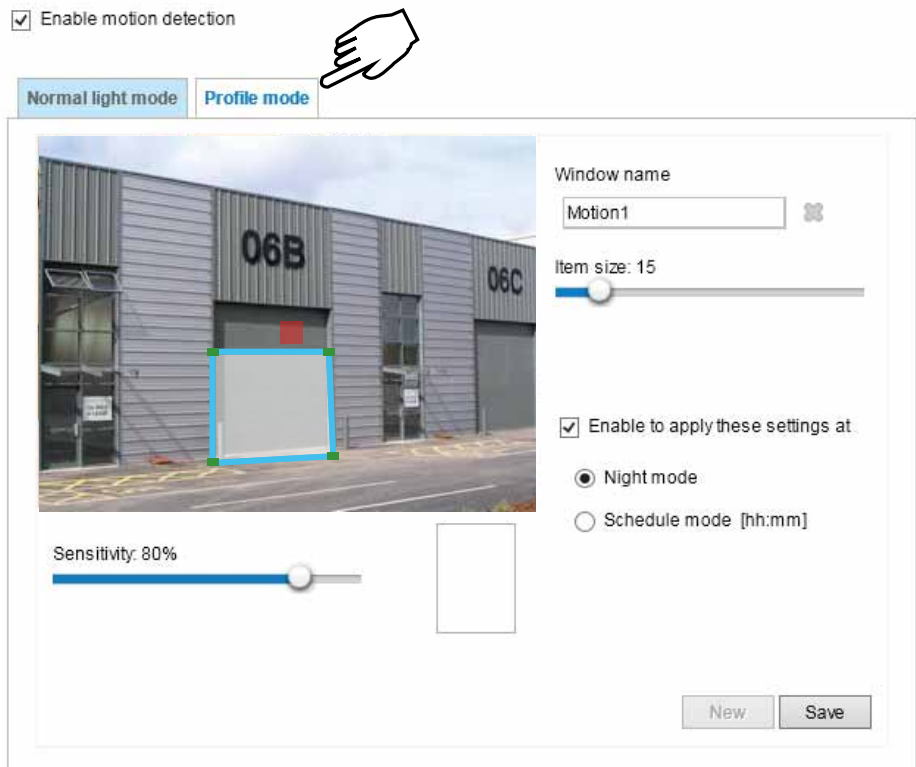 Enable motion detection
Normal light mode
Profile mode
06B
06C
Window name
Motion1
Item size: 15
Enable to apply these settings at
Night mode
Schedule mode [hh:mm]
Sensitivity: 80%
New
Save